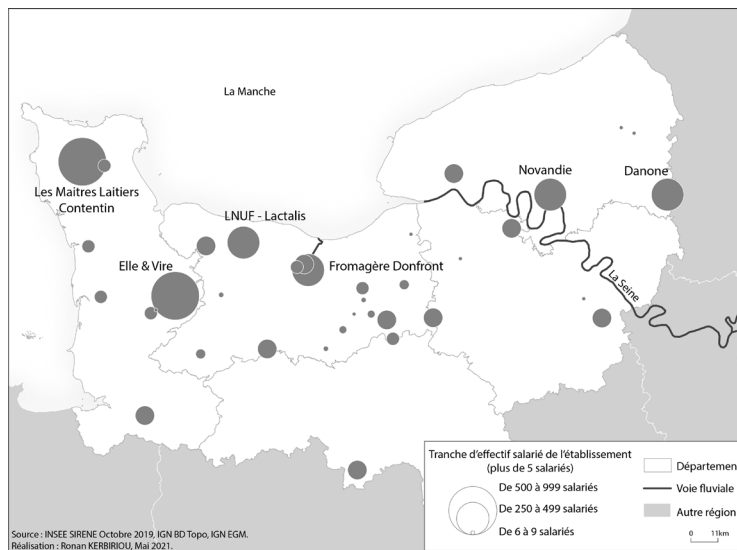 La Manche
Les Maitres Laitiers
Contentin
LNUF - Lactalis
Novandie
Danone
Elle & Vire
Fromagère Donfront
La Seine
Tranche d'effectif salarié de l'établissement
(plus de 5 salariés)
De 500 à 999 salariés
De 250 à 499 salariés
De 6 à 9 salariés
Départemen
Voie fluviale
Autre région
0 11km
Source : INSEE SIRENE Octobre 2019, IGN BD Topo, IGN EGM.
Réalisation : Ronan KERBIRIOU, Mai 2021.